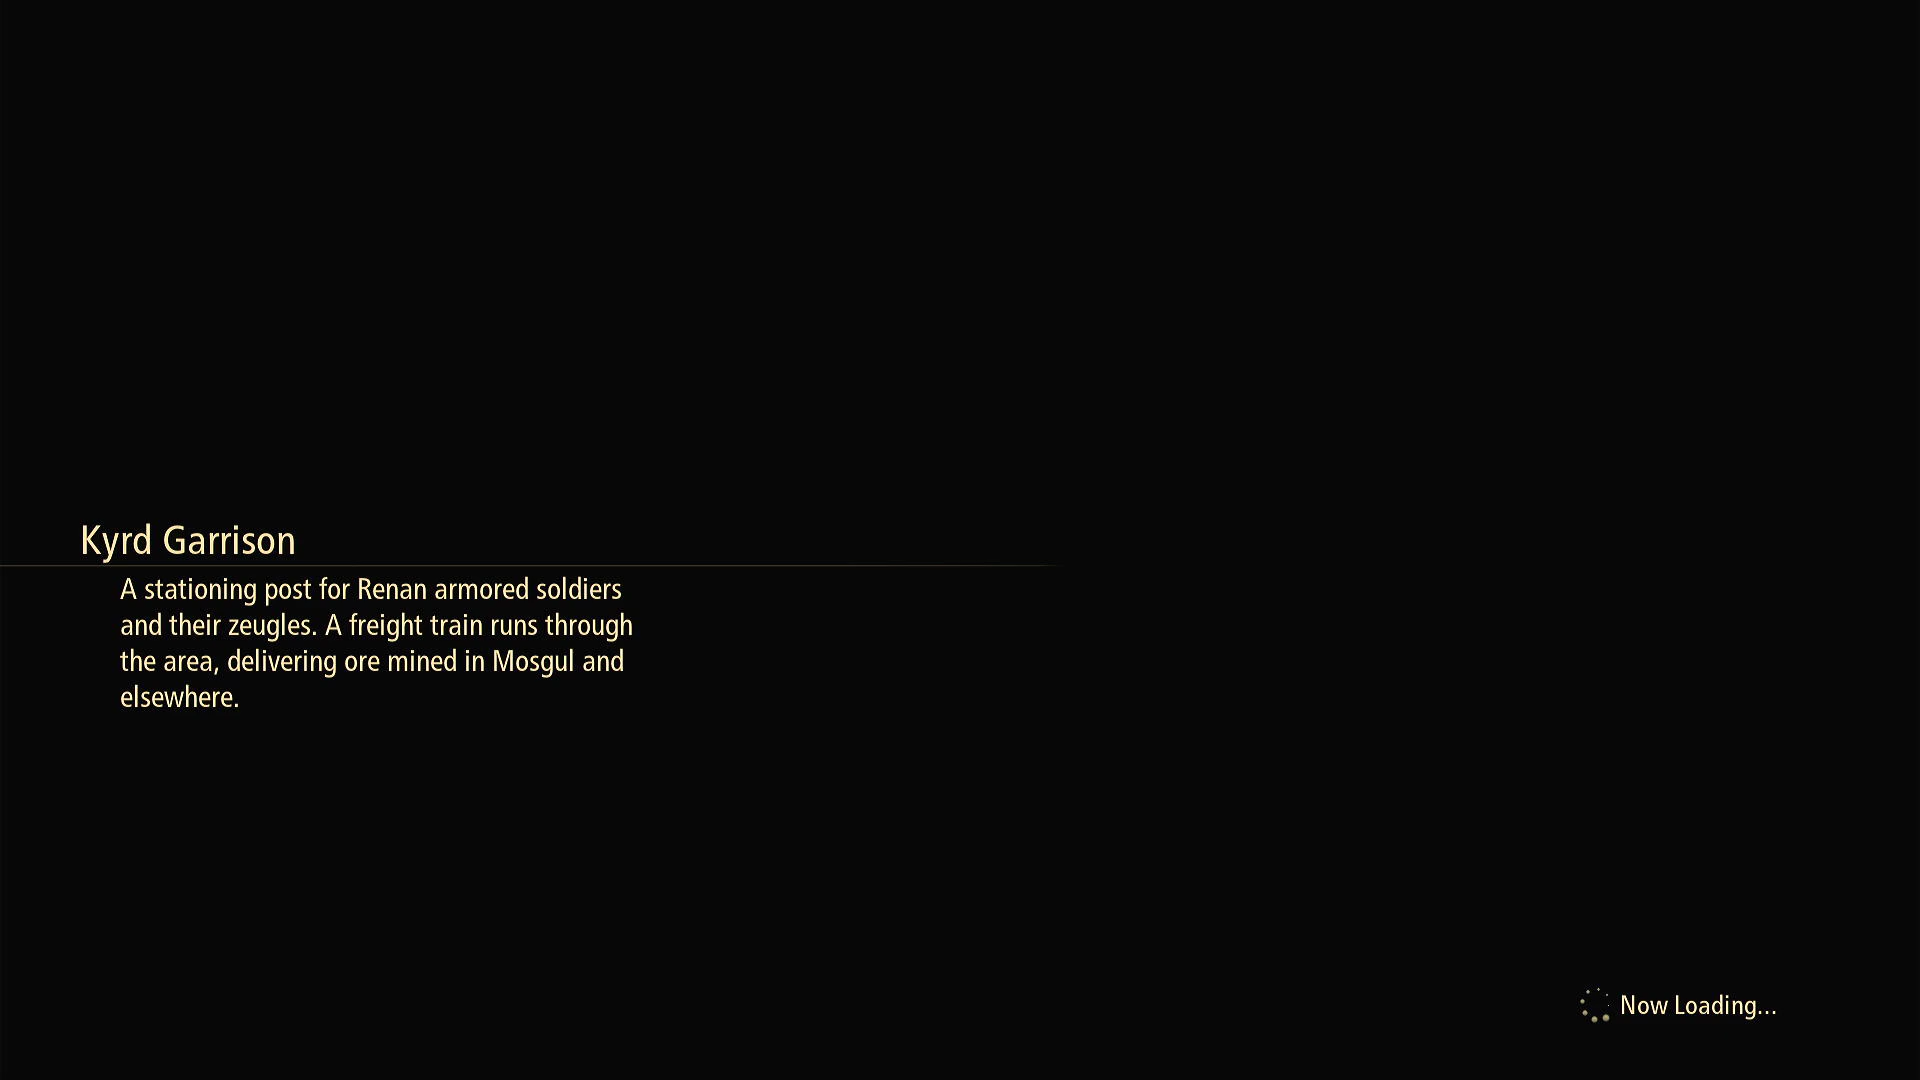 Kyrd Garrison
A stationing post for Renan armored soldiers
and their zeugles. A freight train runs through
the area, delivering ore mined in Mosgul and
elsewhere.
Now Loading...